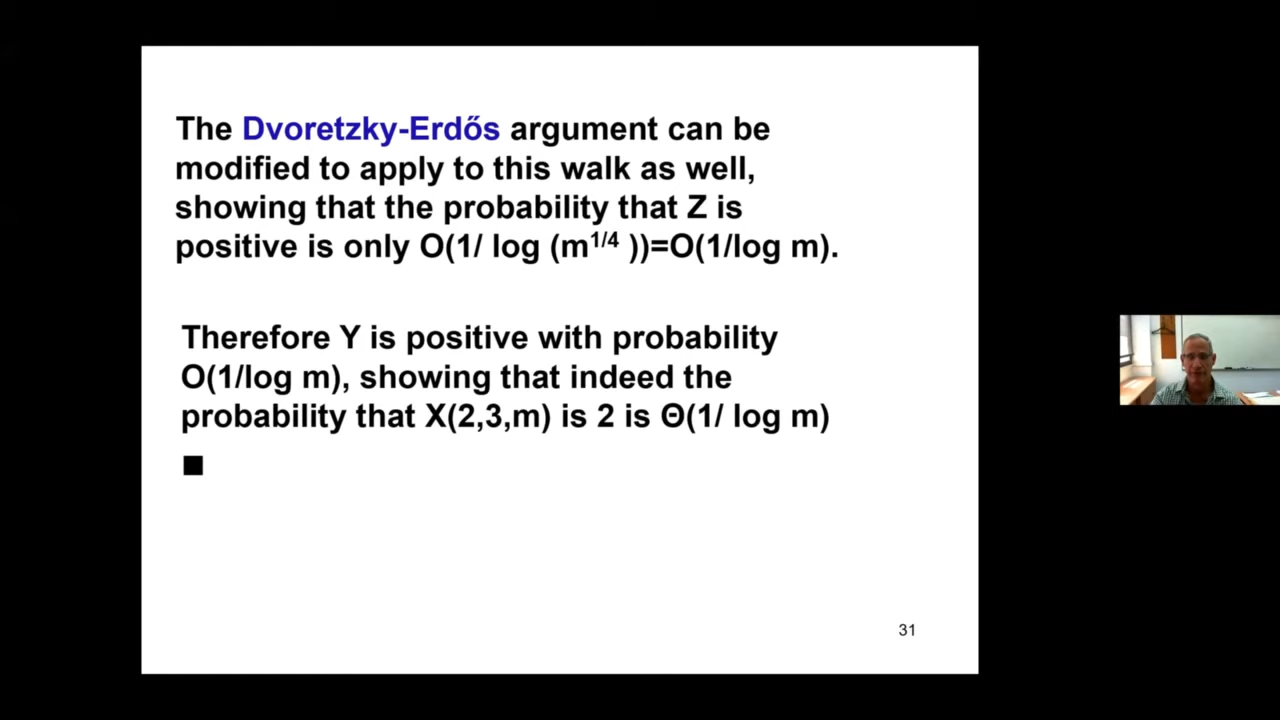 The Dvoretzky-Erdős argument can be
modified to apply to this walk as well,
showing that the probability that Z is
positive is only O(1/ log (m^1/4 ))=O(1/log m).
Therefore Y is positive with probability
O(1/log m), showing that indeed the
probability that X(2,3,m) is 2 is Θ(1/ log m)
■
31